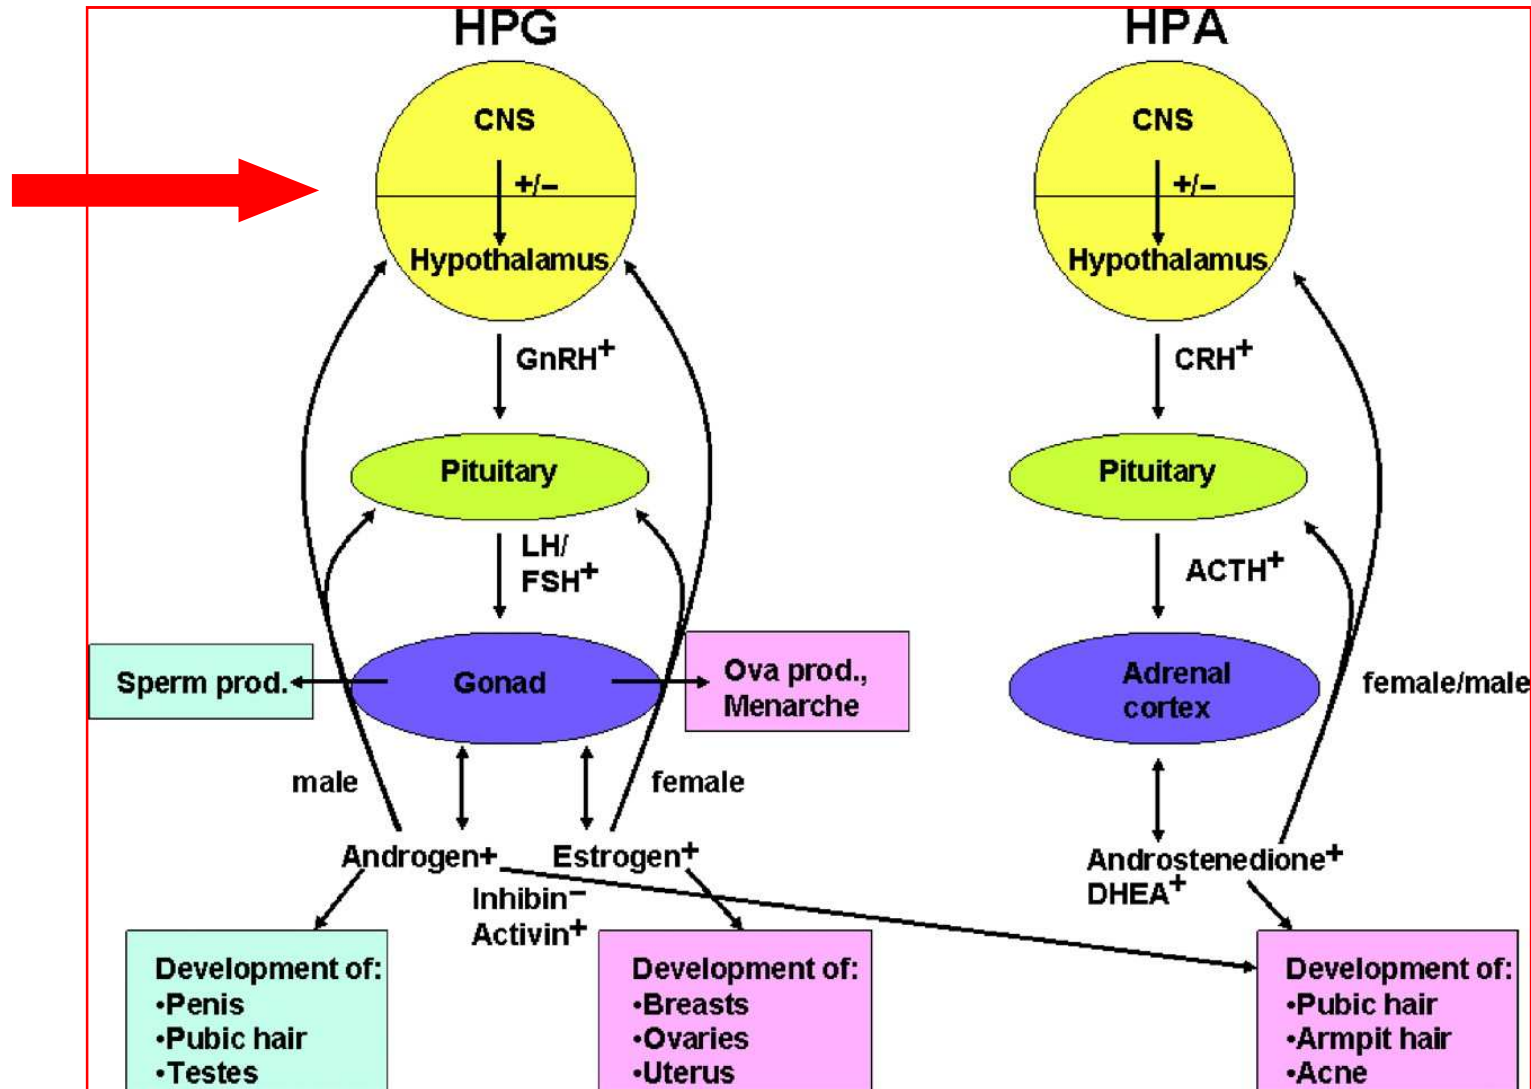 HPG
CNS
+/−
Hypothalamus
GnRH+
Pituitary
LH/
FSH+
Sperm prod.
Gonad
Ova prod.,
Menarche
male
female
Androgen+
Estrogen+
Inhibin−
Activin+
Development of:
•Penis
•Pubic hair
•Testes
Development of:
•Breasts
•Ovaries
•Uterus
HPA
CNS
+/−
Hypothalamus
CRH+
Pituitary
ACTH+
Adrenal
cortex
female/male
Androstenedione+
DHEA+
Development of:
•Pubic hair
•Armpit hair
•Acne